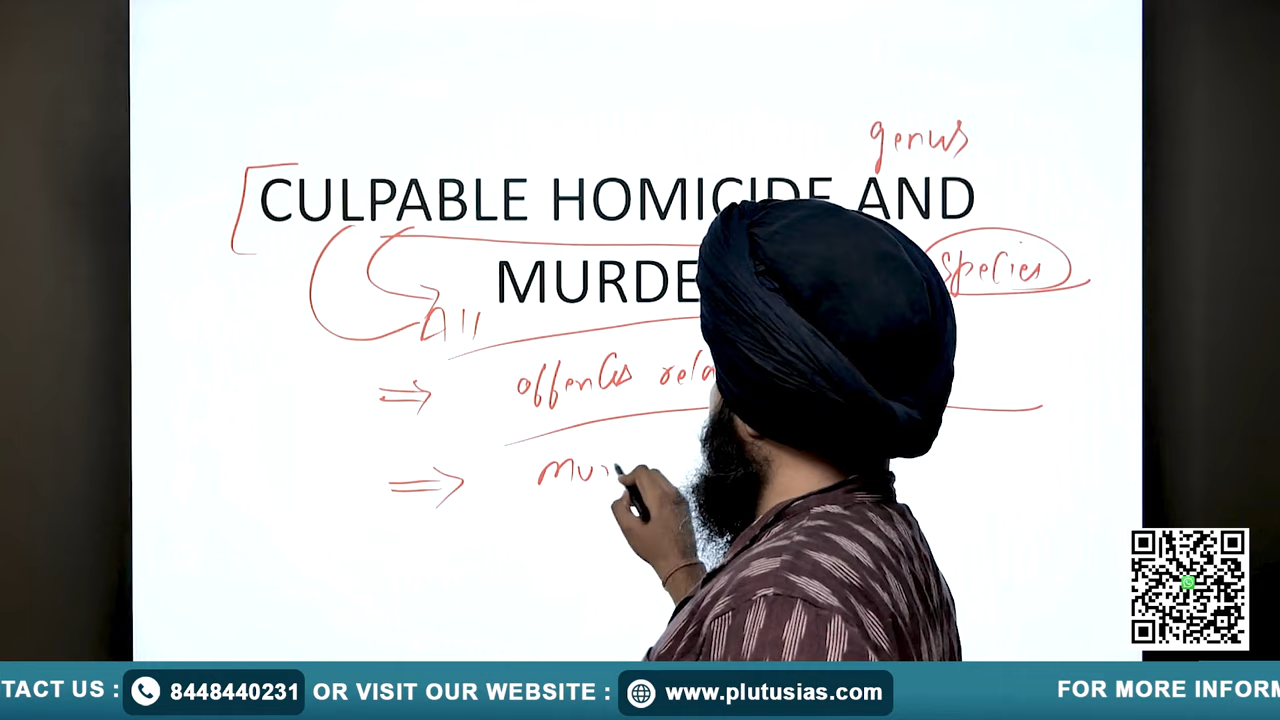 genus
CULPABLE HOMICIDE AND
MURDE
species
All
offences rela
mur
TACT US : 8448440231 OR VISIT OUR WEBSITE : www.plutusias.com FOR MORE INFORM